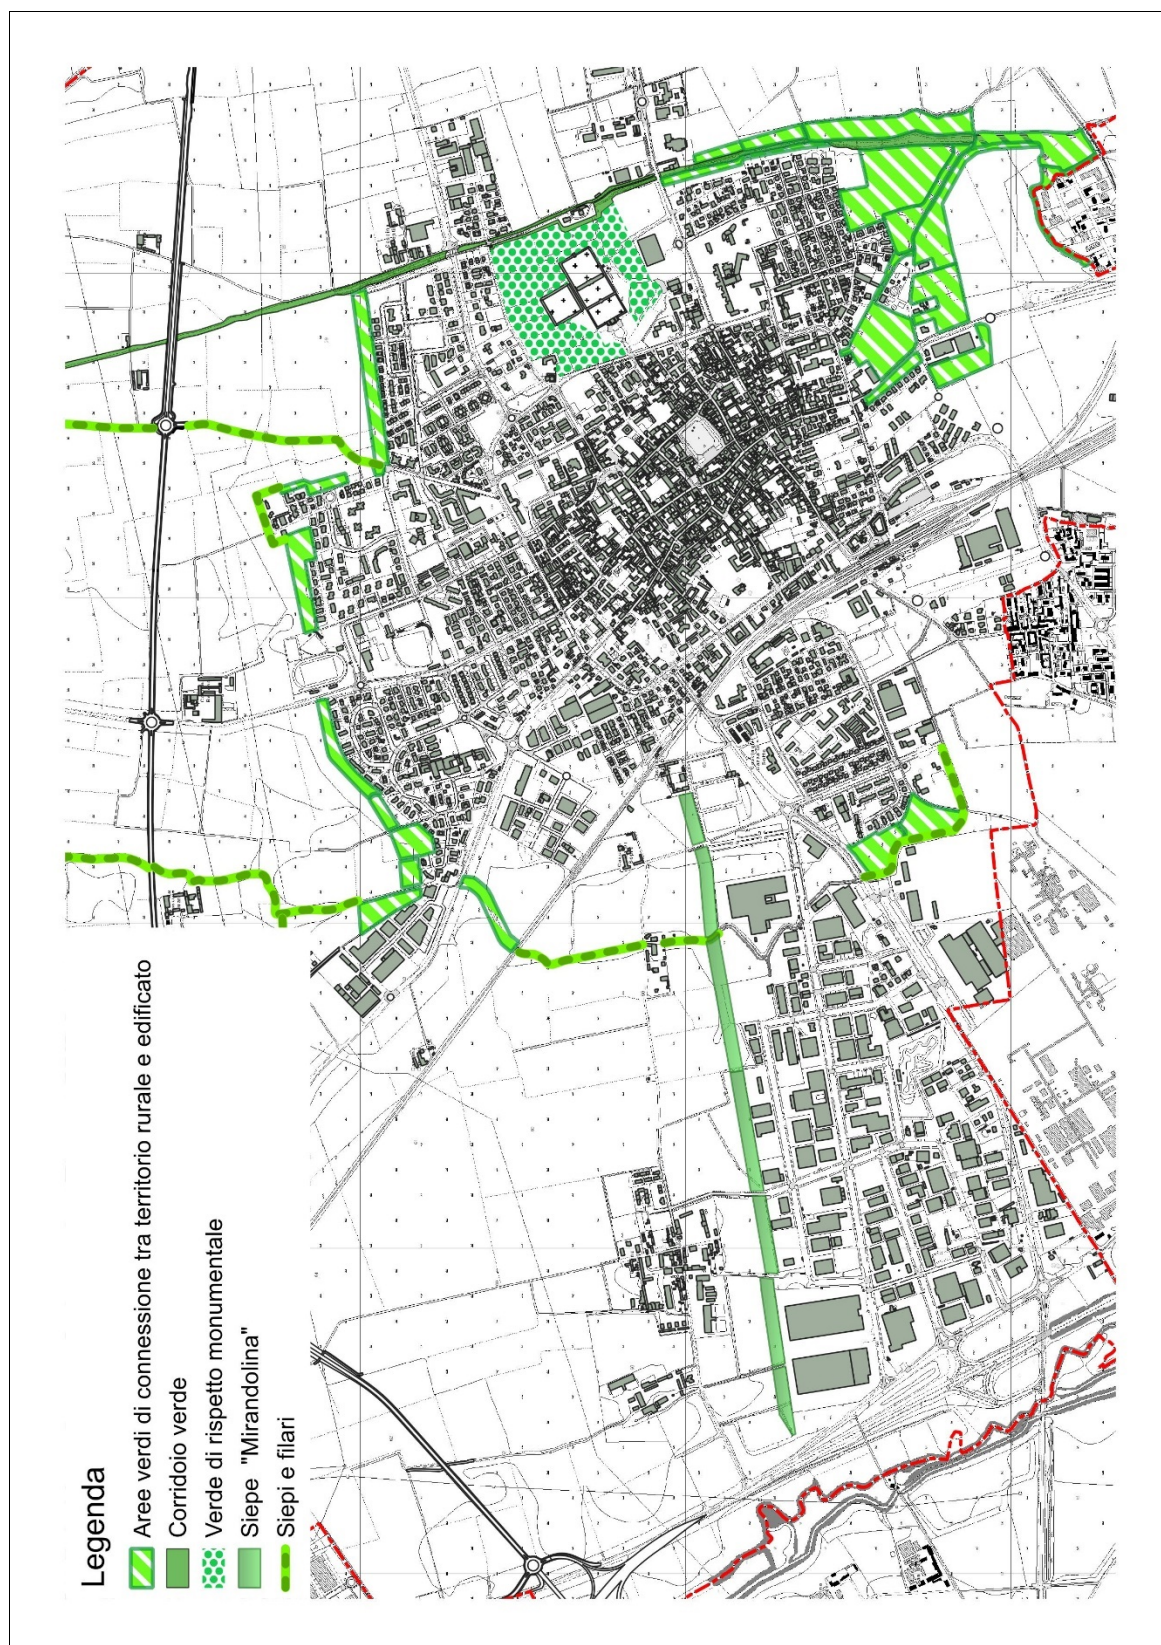 Legenda
Aree verdi di connessione tra territorio rurale e edificato
Corridoio verde
Verde di rispetto monumentale
Siepe "Mirandolina"
Siepi e filari